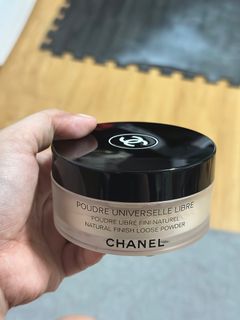 POUDRE UNIVERSELLE LIBRE
POUDRE LIBRE FINI NATUREL
NATURAL FINISH LOOSE POWDER
CHANEL